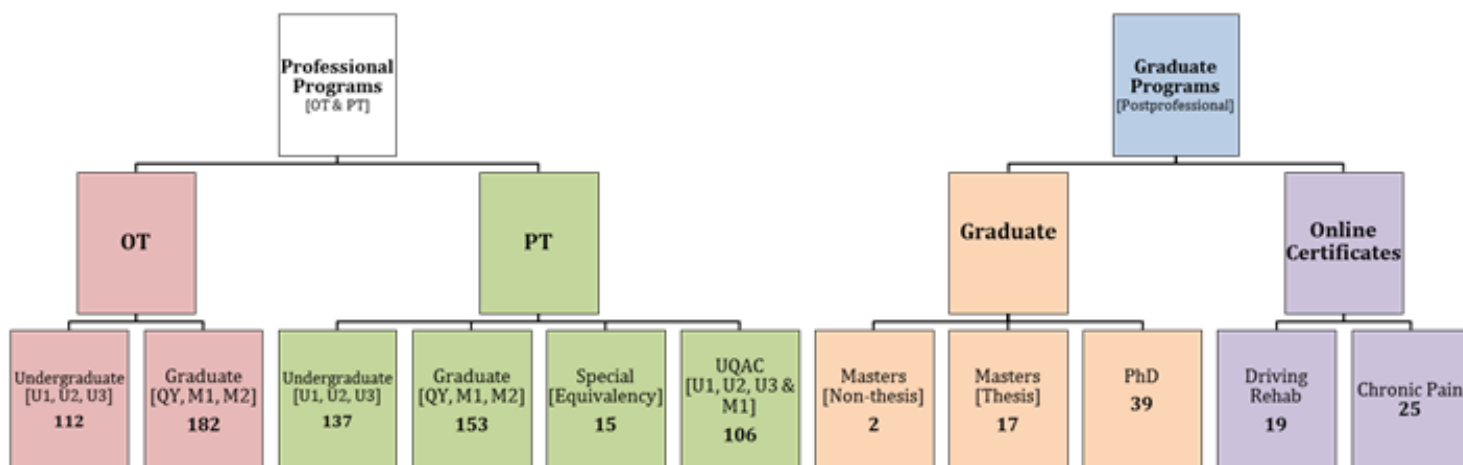 Professional
Programs
[OT & PT]
Graduate
Programs
[Postprofessional]
OT
PT
Graduate
Online
Certificates
Undergraduate
[U1, U2, U3]
112
Graduate
[QY, M1, M2]
182
Undergraduate
[U1, U2, U3]
137
Graduate
[QY, M1, M2]
153
Special
[Equivalency]
15
UQAC
[U1, U2, U3 &
M1]
106
Masters
[Non-thesis]
2
Masters
[Thesis]
17
PhD
39
Driving
Rehab
19
Chronic Pain
25